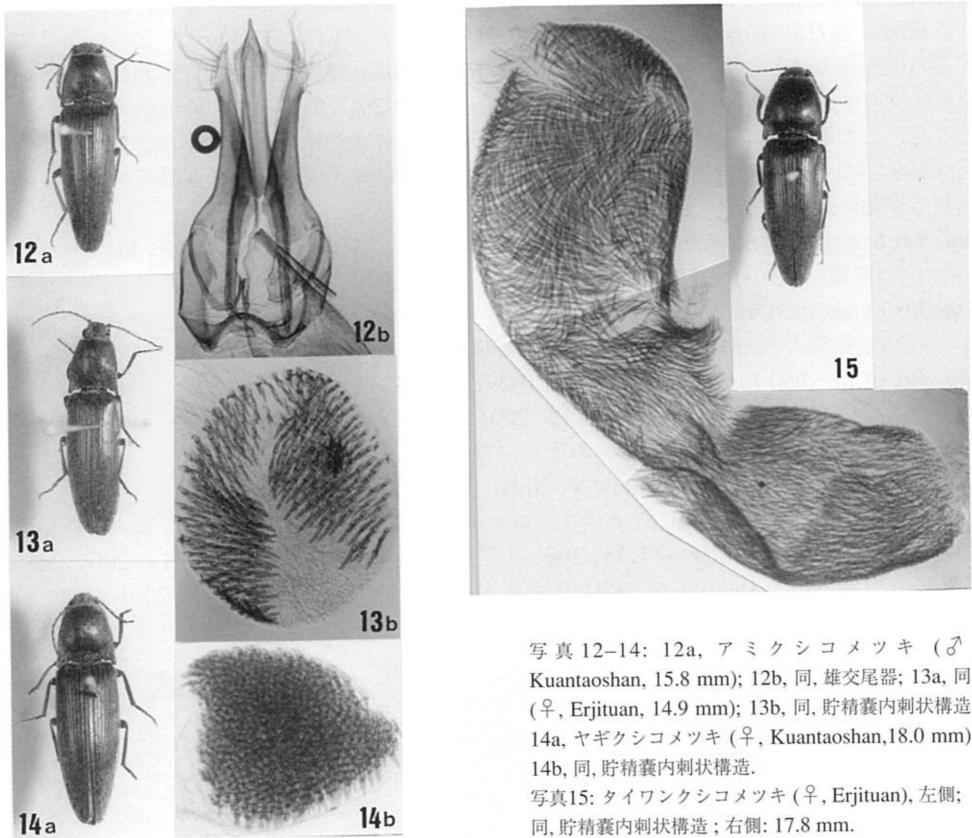 12a
12b
13a
13b
14a
14b
15
写真12–14: 12a, アミクシコメツキ (♂
Kuantaoshan, 15.8 mm); 12b, 同, 雄交尾器; 13a, 同
(♀, Erjituan, 14.9 mm); 13b, 同, 貯精嚢内刺状構造
14a, ヤギクシコメツキ (♀, Kuantaoshan,18.0 mm)
14b, 同, 貯精嚢内刺状構造.
写真15: タイワンクシコメツキ (♀, Erjituan), 左側;
同, 貯精嚢内刺状構造 ; 右側: 17.8 mm.